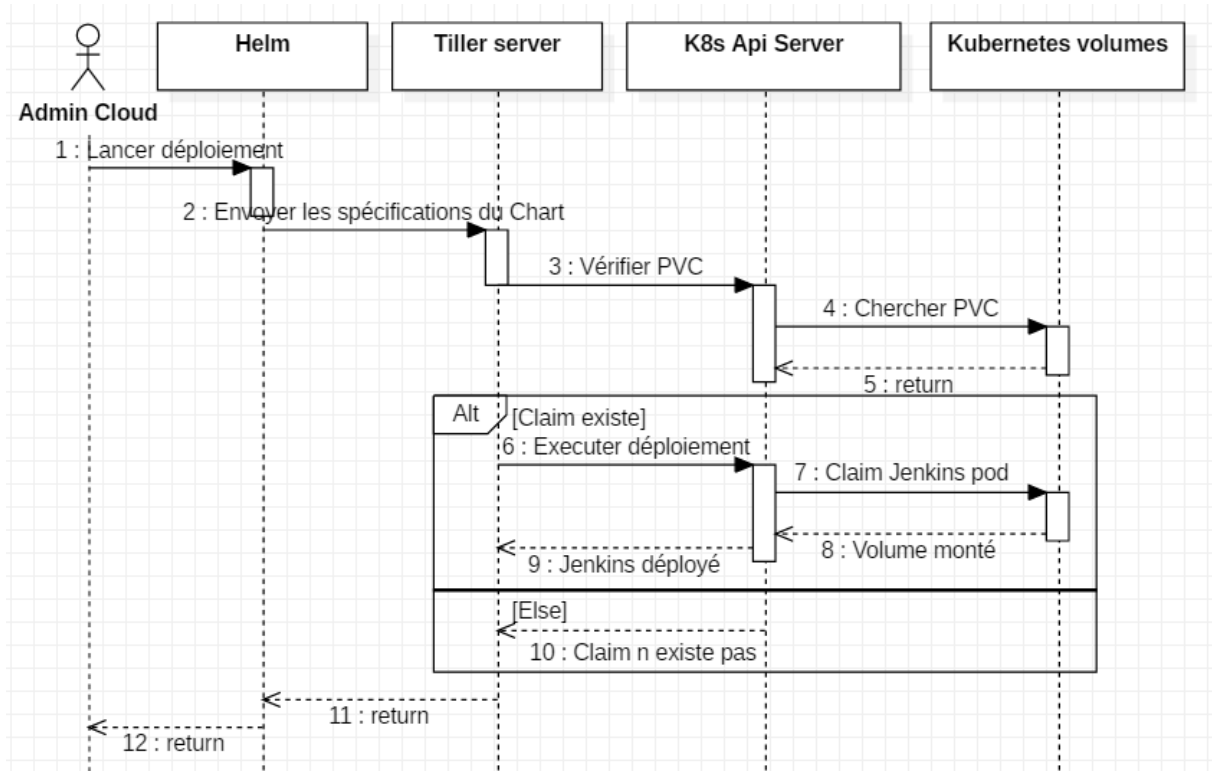 Helm
Tiller server
K8s Api Server
Kubernetes volumes
Admin Cloud
1 : Lancer déploiement
2 : Envoyer les spécifications du Chart
3 : Vérifier PVC
4 : Chercher PVC
5 : return
Alt
[Claim existe]
6 : Executer déploiement
7 : Claim Jenkins pod
8 : Volume monté
9 : Jenkins déployé
[Else]
10 : Claim n existe pas
11 : return
12 : return